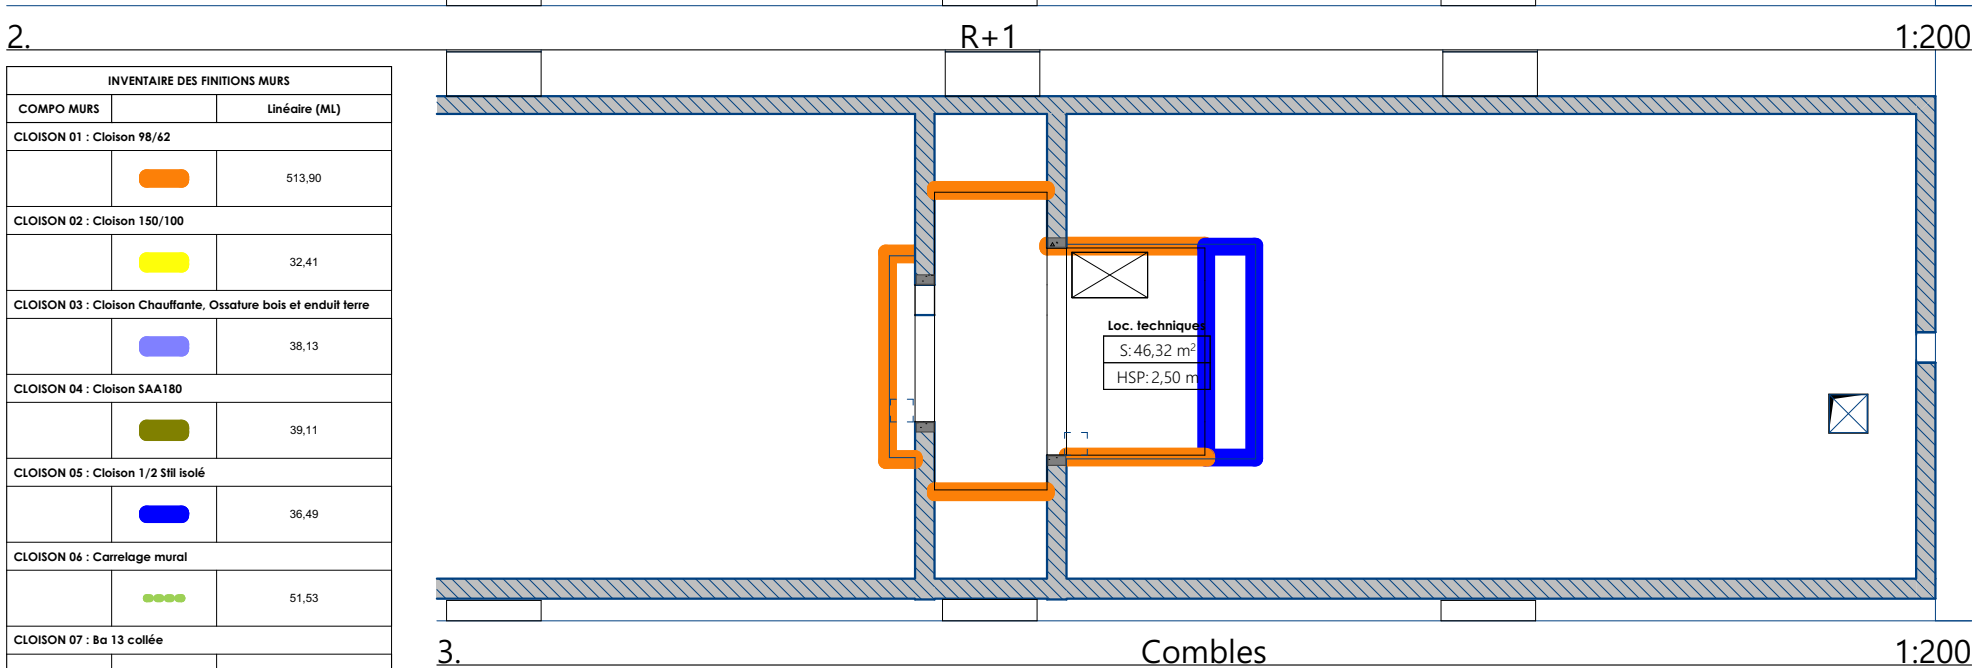 2.
R+1
1:200
INVENTAIRE DES FINITIONS MURS
COMPO MURS
Linéaire (ML)
CLOISON 01 : Cloison 98/62
513,90
CLOISON 02 : Cloison 150/100
32,41
CLOISON 03 : Cloison Chauffante, Ossature bois et enduit terre
38,13
CLOISON 04 : Cloison SAA180
39,11
CLOISON 05 : Cloison 1/2 Stil isolé
36,49
CLOISON 06 : Carrelage mural
51,53
CLOISON 07 : Ba 13 collée
Loc. techniques
S: 46,32 m²
HSP: 2,50 m
3.
Combles
1:200